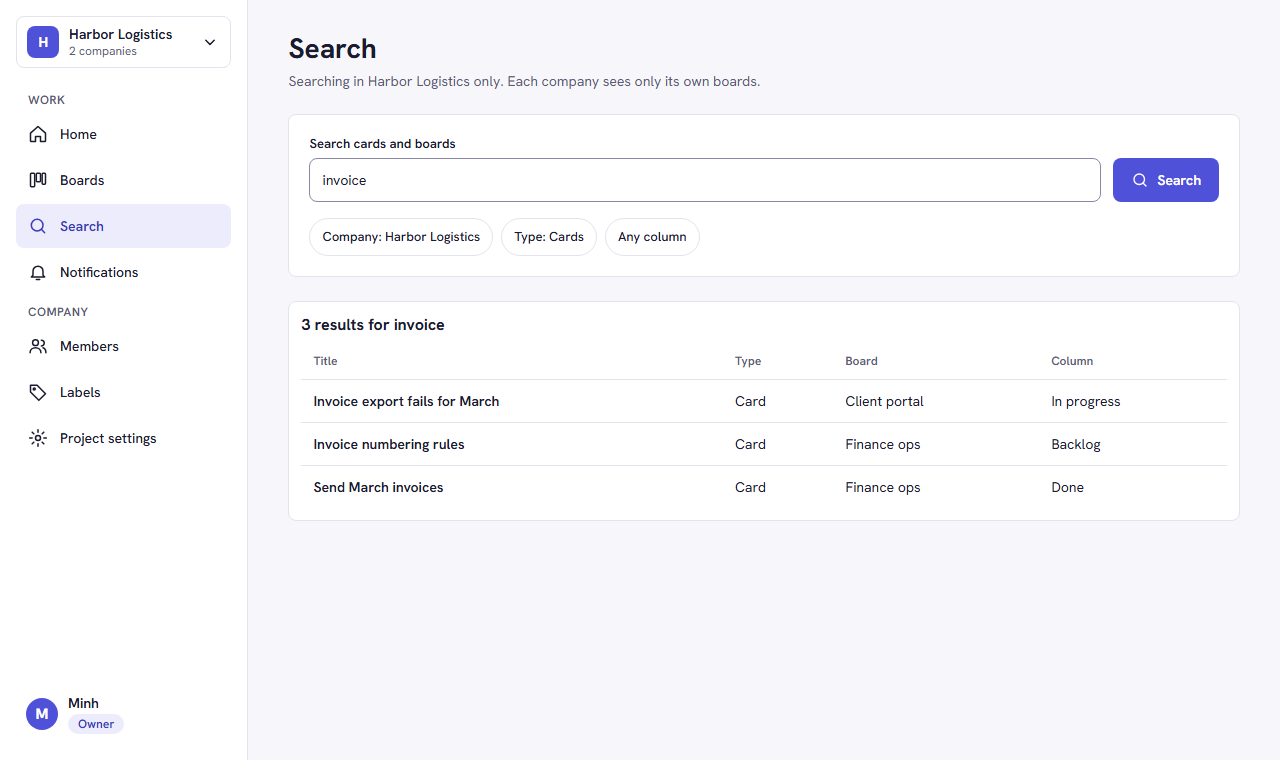 H
Harbor Logistics
2 companies
WORK
Home
Boards
Search
Notifications
COMPANY
Members
Labels
Project settings
M
Minh
Owner
Search
Searching in Harbor Logistics only. Each company sees only its own boards.
Search cards and boards
invoice
Search
Company: Harbor Logistics
Type: Cards
Any column
3 results for invoice
Title Type Board Column
Invoice export fails for March Card Client portal In progress
Invoice numbering rules Card Finance ops Backlog
Send March invoices Card Finance ops Done